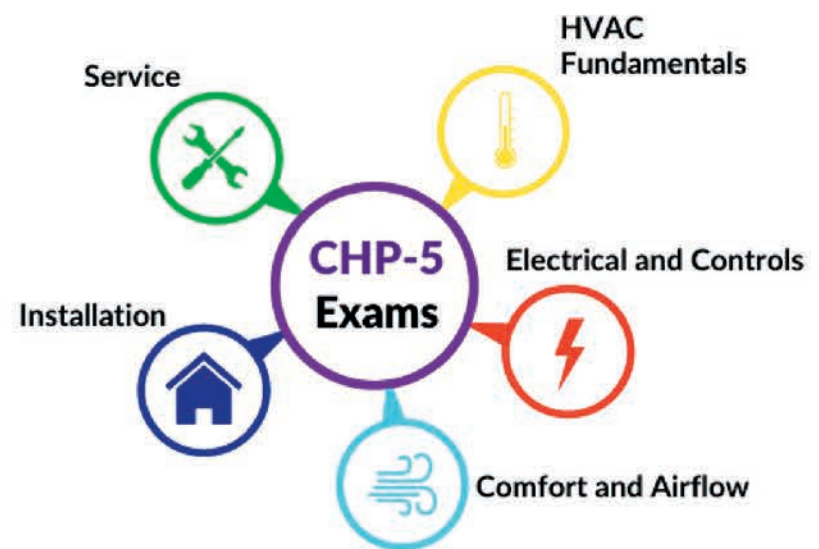 HVAC
Fundamentals
Service
CHP-5
Exams
Electrical and Controls
Installation
Comfort and Airflow